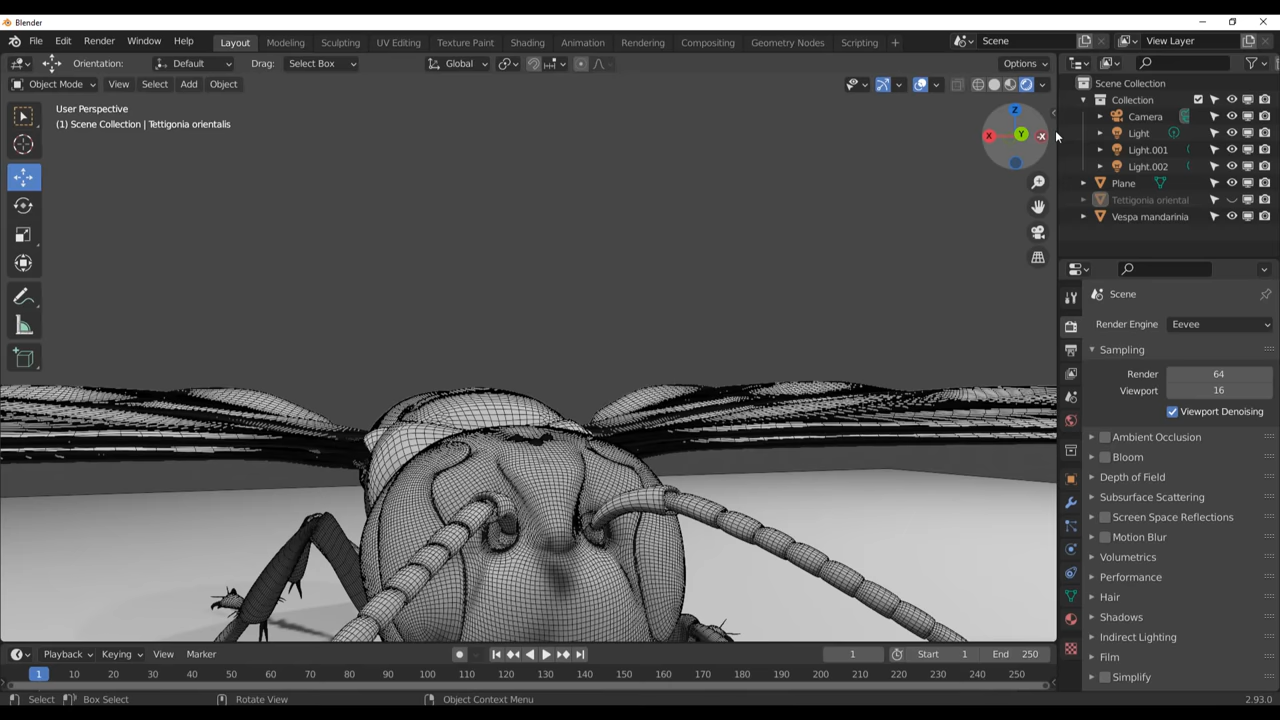 Blender
File Edit Render Window Help Layout Modeling Sculpting UV Editing Texture Paint Shading Animation Rendering Compositing Geometry Nodes Scripting + Scene View Layer
Orientation: Default Drag: Select Box Global Options
Object Mode View Select Add Object
User Perspective
(1) Scene Collection | Tettigonia orientalis
Z
X Y -X
Scene Collection
Collection
Camera
Light
Light.001
Light.002
Plane
Tettigonia oriental
Vespa mandarinia
Scene
Render Engine Eevee
Sampling
Render 64
Viewport 16
Viewport Denoising
Ambient Occlusion
Bloom
Depth of Field
Subsurface Scattering
Screen Space Reflections
Motion Blur
Volumetrics
Performance
Hair
Shadows
Indirect Lighting
Film
Simplify
Playback Keying View Marker 1 Start 1 End 250
1 10 20 30 40 50 60 70 80 90 100 110 120 130 140 150 160 170 180 190 200 210 220 230 240 250
Select Box Select Rotate View Object Context Menu 2.93.0